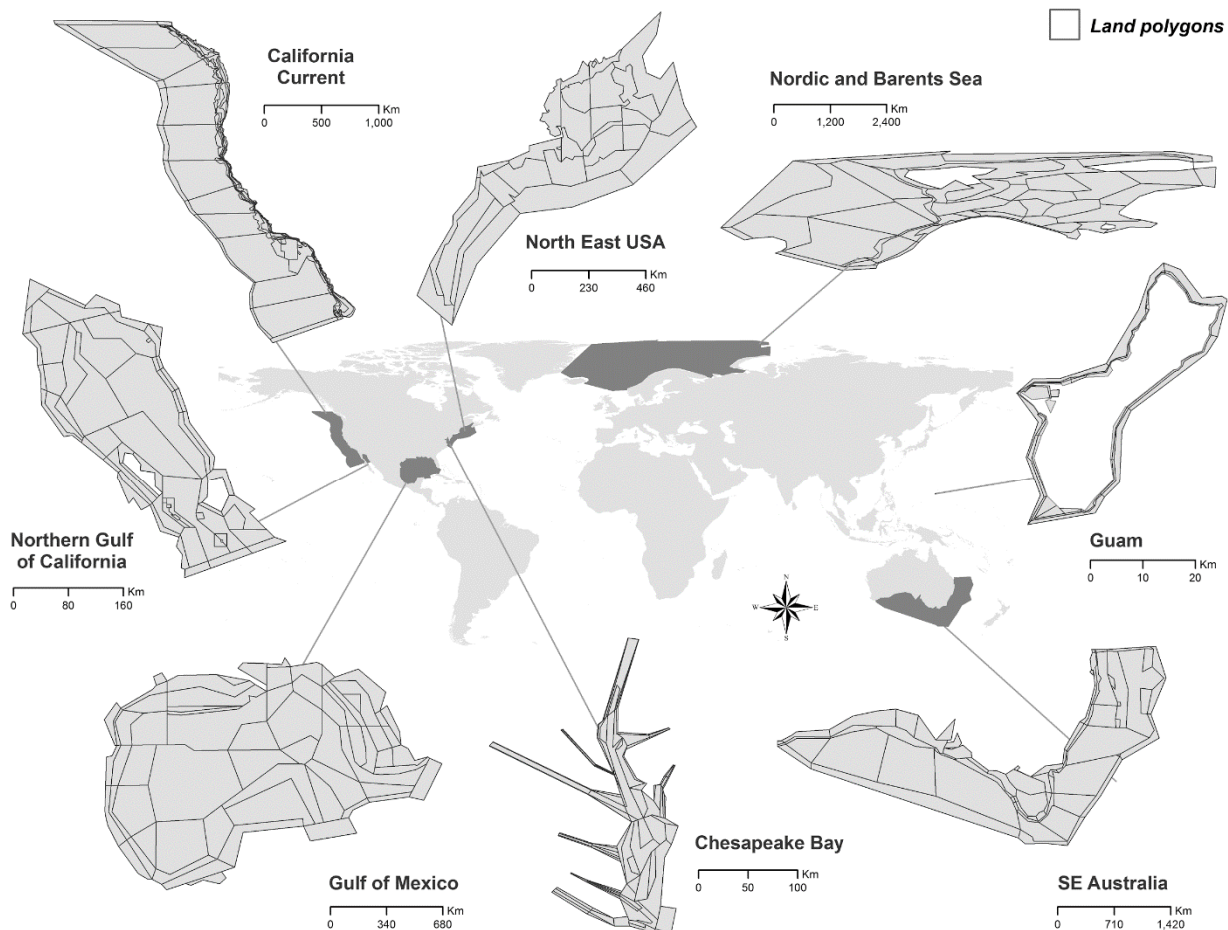 Land polygons
California
Current
Km
0 500 1,000
Nordic and Barents Sea
Km
0 1,200 2,400
North East USA
Km
0 230 460
Northern Gulf
of California
Km
0 80 160
Guam
Km
0 10 20
N
W E
S
Chesapeake Bay
Km
0 50 100
Gulf of Mexico
Km
0 340 680
SE Australia
Km
0 710 1,420